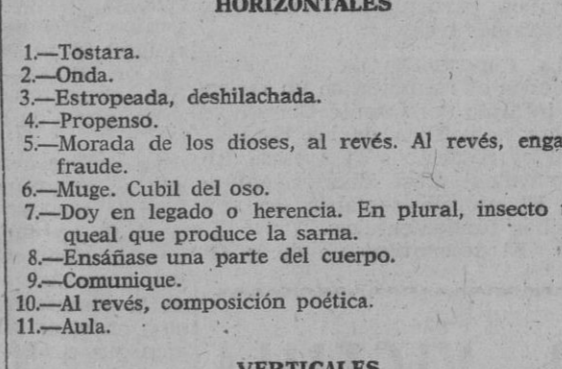 HORIZONTALES
1.—Tostara.
2.—Onda.
3.—Estropeada, deshilachada.
4.—Propenso.
5.—Morada de los dioses, al revés. Al revés, enga
fraude.
6.—Muge. Cubil del oso.
7.—Doy en legado o herencia. En plural, insecto
queal que produce la sarna.
8.—Ensáñase una parte del cuerpo.
9.—Comunique.
10.—Al revés, composición poética.
11.—Aula.
VERTICALES